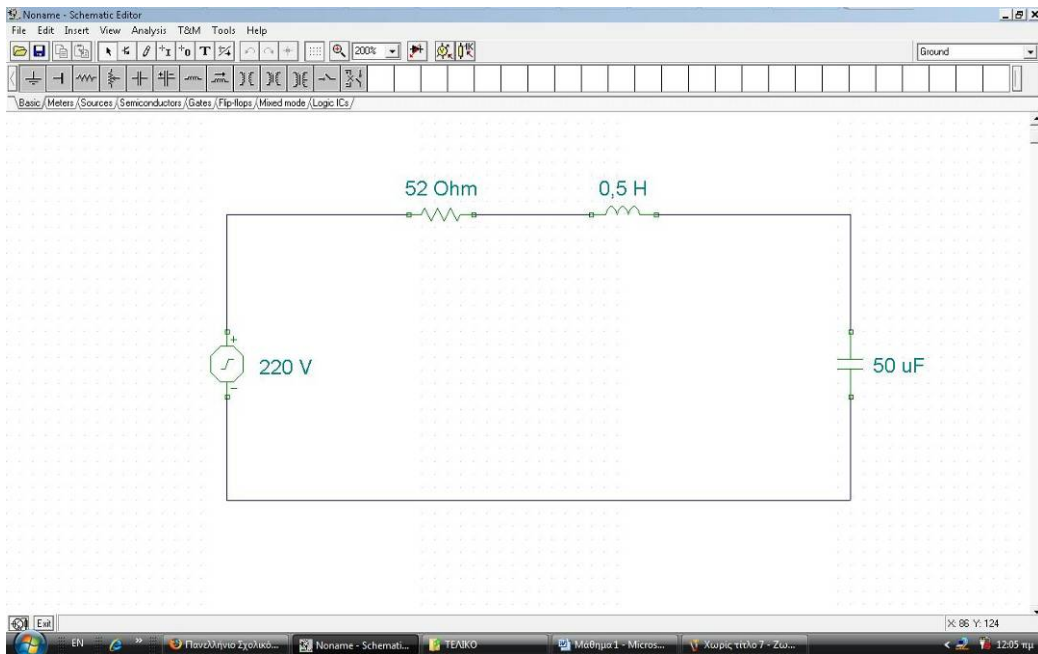 Noname - Schematic Editor
File Edit Insert View Analysis T&M Tools Help
200%
Ground
Basic Meters Sources Semiconductors Gates Flip-flops Mixed mode Logic ICs
52 Ohm
0,5 H
+
220 V
50 uF
Exit
X: 86 Y: 124
EN
Πανελλήνιο Σχολικό...
Noname - Schemati...
ΤΕΛΙΚΟ
Μάθημα 1 - Micros...
Χωρίς τίτλο 7 - Ζω...
12:05 πμ